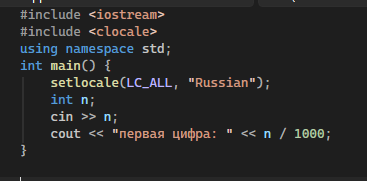 #include <iostream>
#include <clocale>
using namespace std;
int main() {
    setlocale(LC_ALL, "Russian");
    int n;
    cin >> n;
    cout << "первая цифра: " << n / 1000;
}